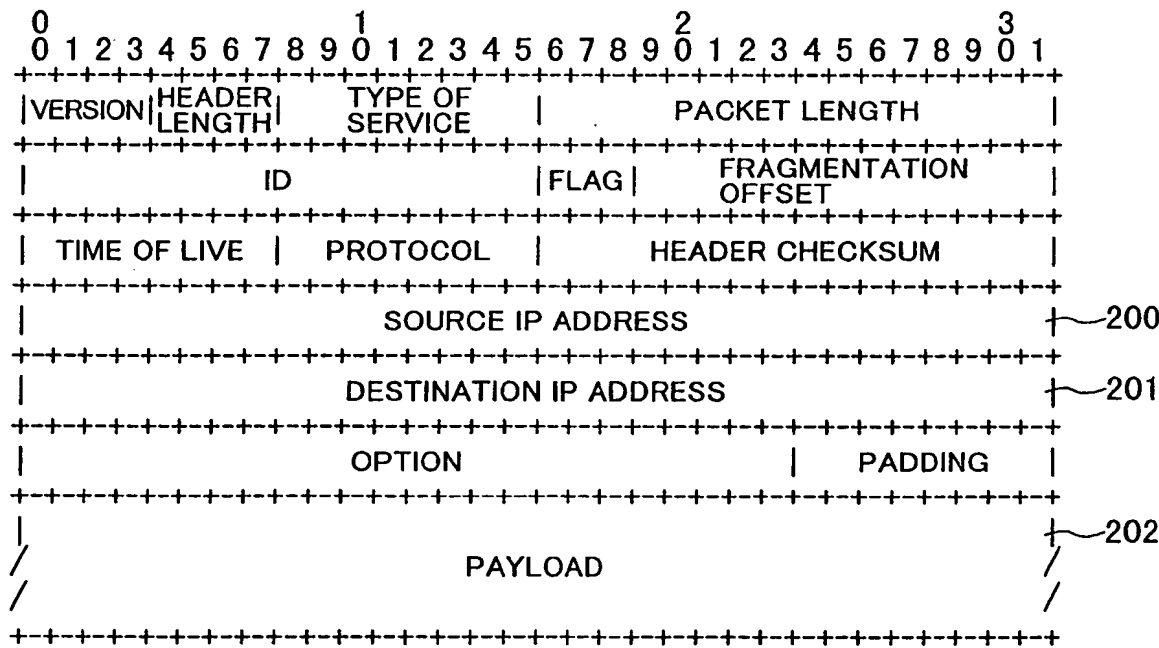 0 1 2 3
0 1 2 3 4 5 6 7 8 9 0 1 2 3 4 5 6 7 8 9 0 1 2 3 4 5 6 7 8 9 0 1
+-+-+-+-+-+-+-+-+-+-+-+-+-+-+-+-+-+-+-+-+-+-+-+-+-+-+-+-+-+-+-+-+
|VERSION|HEADER LENGTH| TYPE OF SERVICE | PACKET LENGTH |
+-+-+-+-+-+-+-+-+-+-+-+-+-+-+-+-+-+-+-+-+-+-+-+-+-+-+-+-+-+-+-+-+
| ID |FLAG| FRAGMENTATION OFFSET |
+-+-+-+-+-+-+-+-+-+-+-+-+-+-+-+-+-+-+-+-+-+-+-+-+-+-+-+-+-+-+-+-+
| TIME OF LIVE | PROTOCOL | HEADER CHECKSUM |
+-+-+-+-+-+-+-+-+-+-+-+-+-+-+-+-+-+-+-+-+-+-+-+-+-+-+-+-+-+-+-+-+
| SOURCE IP ADDRESS | 200
+-+-+-+-+-+-+-+-+-+-+-+-+-+-+-+-+-+-+-+-+-+-+-+-+-+-+-+-+-+-+-+-+
| DESTINATION IP ADDRESS | 201
+-+-+-+-+-+-+-+-+-+-+-+-+-+-+-+-+-+-+-+-+-+-+-+-+-+-+-+-+-+-+-+-+
| OPTION | PADDING |
+-+-+-+-+-+-+-+-+-+-+-+-+-+-+-+-+-+-+-+-+-+-+-+-+-+-+-+-+-+-+-+-+
| | 202
/ PAYLOAD /
/ /
+-+-+-+-+-+-+-+-+-+-+-+-+-+-+-+-+-+-+-+-+-+-+-+-+-+-+-+-+-+-+-+-+